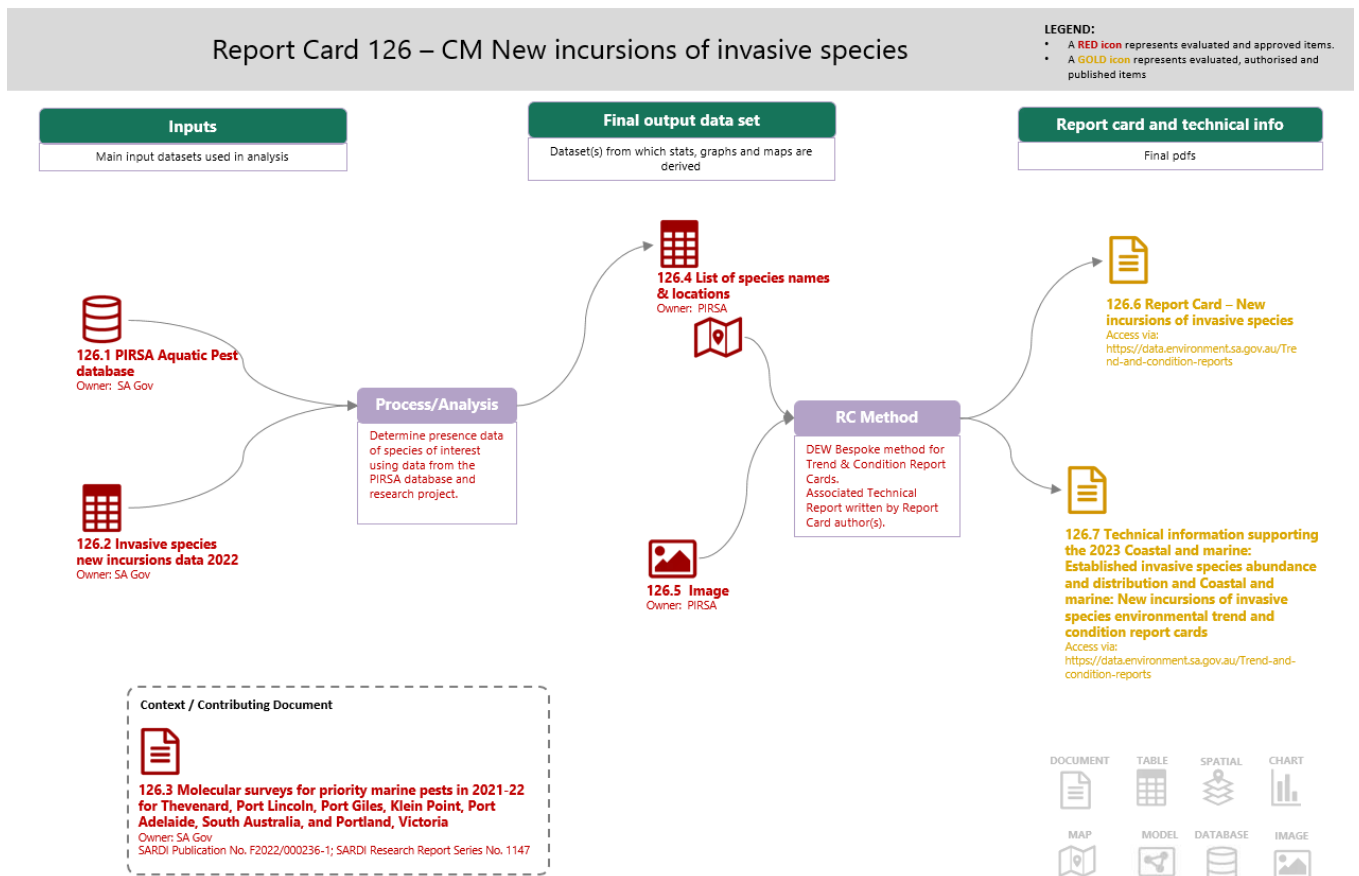 Report Card 126 – CM New incursions of invasive species
LEGEND:
• A RED icon represents evaluated and approved items.
• A GOLD icon represents evaluated, authorised and
published items
Inputs
Main input datasets used in analysis
Final output data set
Dataset(s) from which stats, graphs and maps are
derived
Report card and technical info
Final pdfs
126.1 PIRSA Aquatic Pest
database
Owner: SA Gov
126.2 Invasive species
new incursions data 2022
Owner: SA Gov
Process/Analysis
Determine presence data
of species of interest
using data from the
PIRSA database and
research project.
126.4 List of species names
& locations
Owner: PIRSA
126.5 Image
Owner: PIRSA
RC Method
DEW Bespoke method for
Trend & Condition Report
Cards.
Associated Technical
Report written by Report
Card author(s).
126.6 Report Card – New
incursions of invasive species
Access via:
https://data.environment.sa.gov.au/Tre
nd-and-condition-reports
126.7 Technical information supporting
the 2023 Coastal and marine:
Established invasive species abundance
and distribution and Coastal and
marine: New incursions of invasive
species environmental trend and
condition report cards
Access via:
https://data.environment.sa.gov.au/Trend-and-
condition-reports
Context / Contributing Document
126.3 Molecular surveys for priority marine pests in 2021-22
for Thevenard, Port Lincoln, Port Giles, Klein Point, Port
Adelaide, South Australia, and Portland, Victoria
Owner: SA Gov
SARDI Publication No. F2022/000236-1; SARDI Research Report Series No. 1147
DOCUMENT TABLE SPATIAL CHART
MAP MODEL DATABASE IMAGE